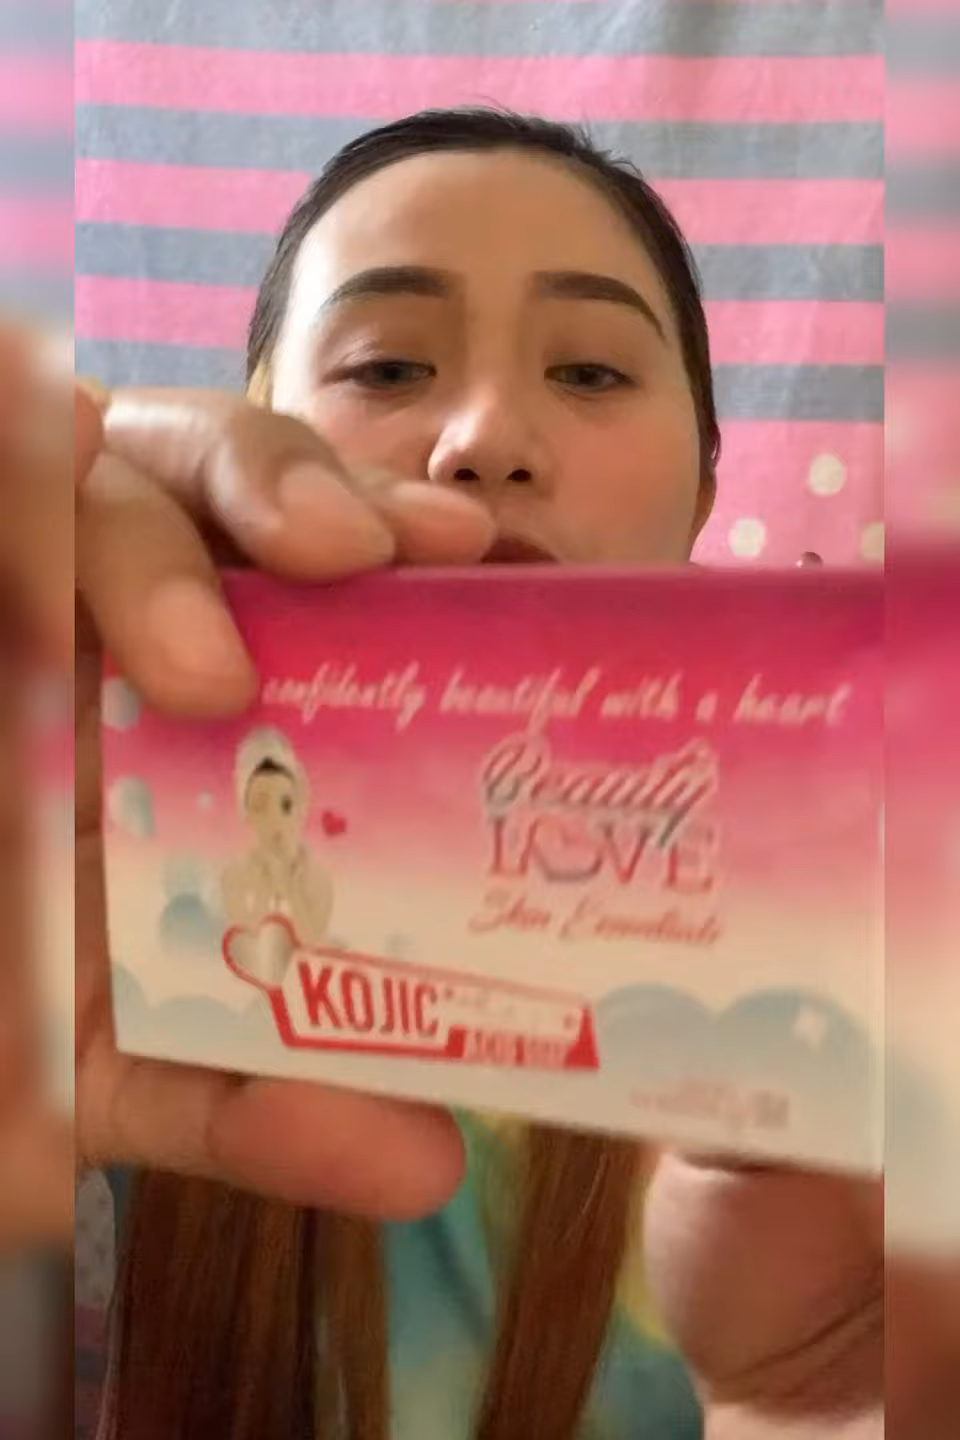 confidently beautiful with a heart
Beauty
LOVE
Skin Essentials
KOJIC